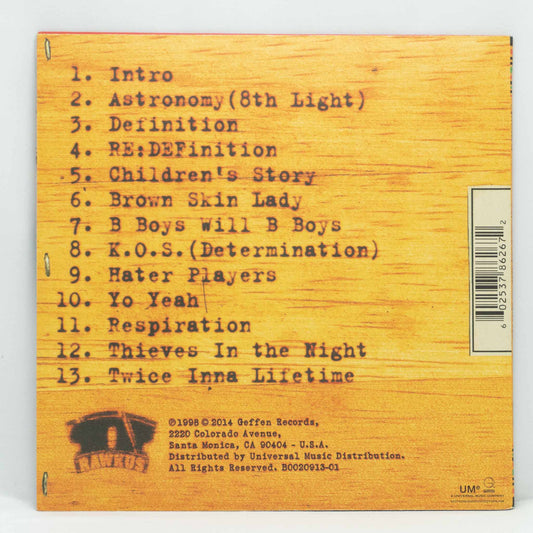 1. Intro
2. Astronomy(8th Light)
3. Definition
4. RE:DEFinition
5. Children's Story
6. Brown Skin Lady
7. B Boys Will B Boys
8. K.O.S.(Determination)
9. Hater Players
10. Yo Yeah
11. Respiration
12. Thieves In the Night
13. Twice Inna Lifetime
6 02537 86267 2
RAWKUS
℗1998 © 2014 Geffen Records,
2220 Colorado Avenue,
Santa Monica, CA 90404 - U.S.A.
Distributed by Universal Music Distribution.
All Rights Reserved. B0020913-01
UMe